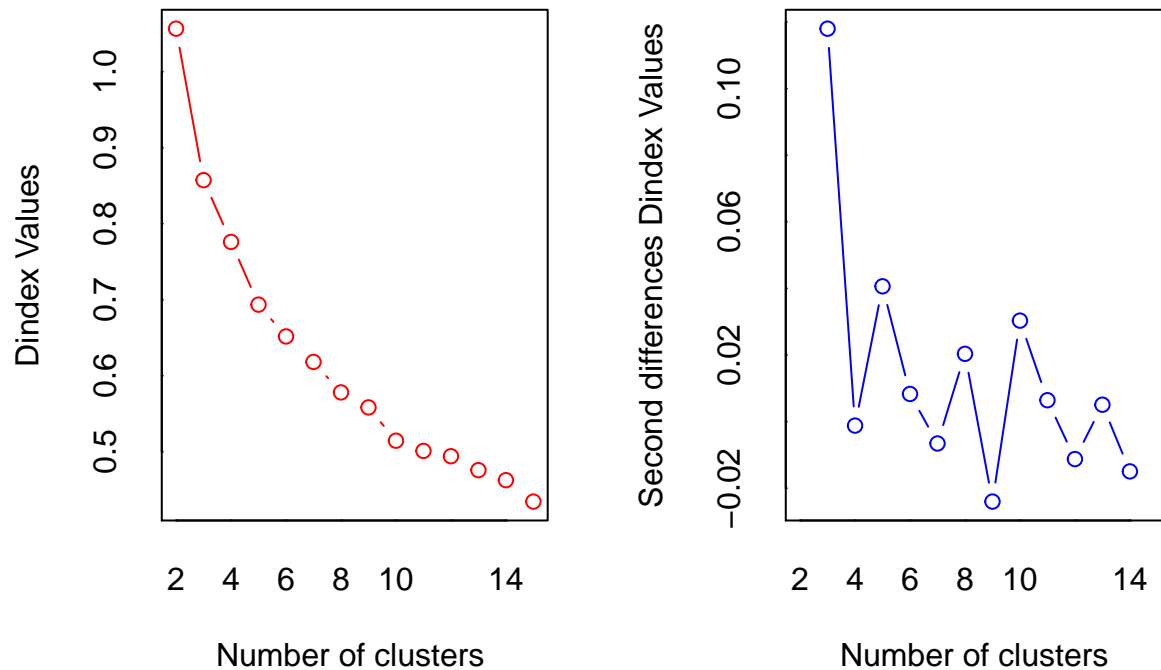 Dindex Values
1.0
0.9
0.8
0.7
0.6
0.5
2 4 6 8 10 14
Number of clusters
Second differences Dindex Values
0.10
0.06
0.02
−0.02
2 4 6 8 10 14
Number of clusters